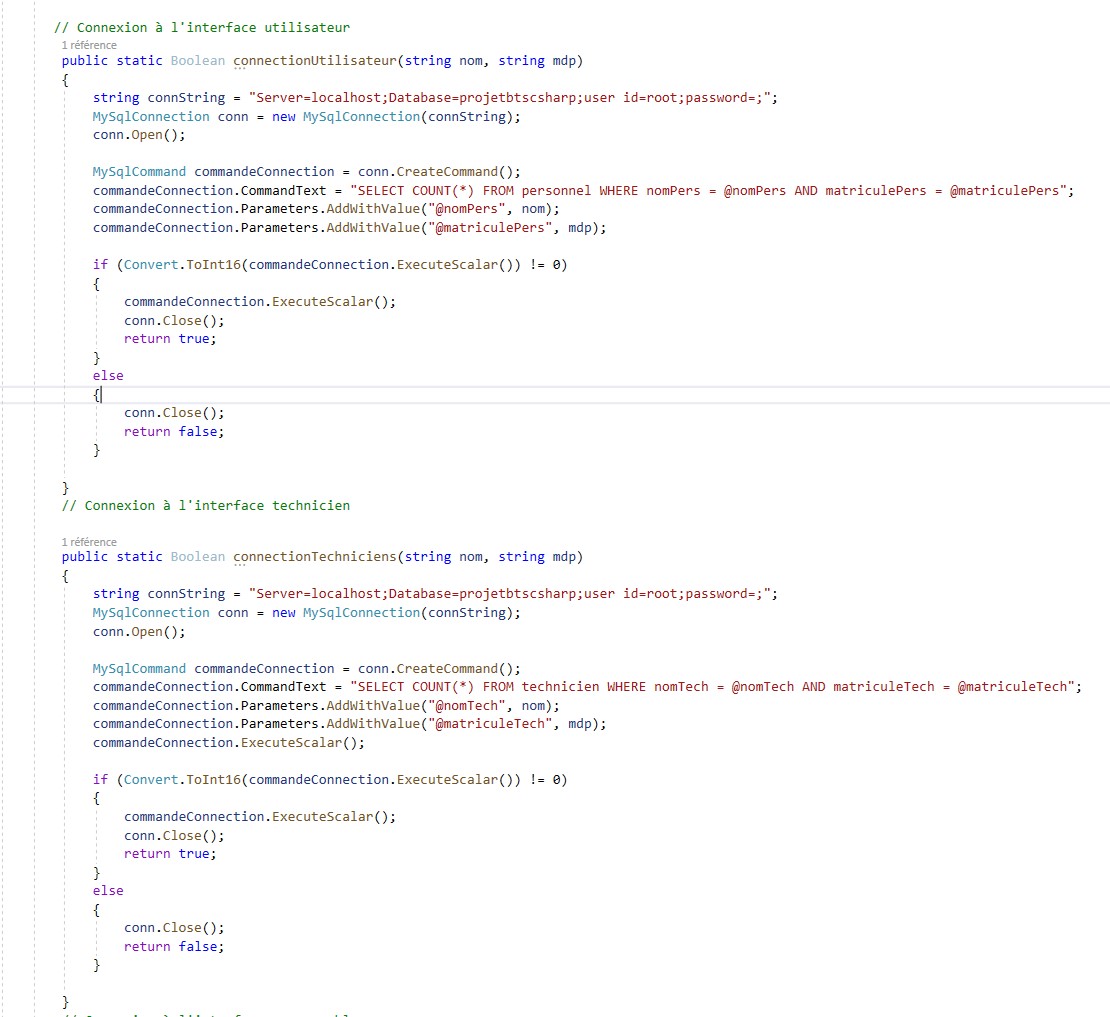 // Connexion à l'interface utilisateur
1 référence
public static Boolean connectionUtilisateur(string nom, string mdp)
{
string connString = "Server=localhost;Database=projetbtscsharp;user id=root;password=;";
MySqlConnection conn = new MySqlConnection(connString);
conn.Open();
MySqlCommand commandeConnection = conn.CreateCommand();
commandeConnection.CommandText = "SELECT COUNT(*) FROM personnel WHERE nomPers = @nomPers AND matriculePers = @matriculePers";
commandeConnection.Parameters.AddWithValue("@nomPers", nom);
commandeConnection.Parameters.AddWithValue("@matriculePers", mdp);
if (Convert.ToInt16(commandeConnection.ExecuteScalar()) != 0)
{
commandeConnection.ExecuteScalar();
conn.Close();
return true;
}
else
{
conn.Close();
return false;
}
}
// Connexion à l'interface technicien
1 référence
public static Boolean connectionTechniciens(string nom, string mdp)
{
string connString = "Server=localhost;Database=projetbtscsharp;user id=root;password=;";
MySqlConnection conn = new MySqlConnection(connString);
conn.Open();
MySqlCommand commandeConnection = conn.CreateCommand();
commandeConnection.CommandText = "SELECT COUNT(*) FROM technicien WHERE nomTech = @nomTech AND matriculeTech = @matriculeTech";
commandeConnection.Parameters.AddWithValue("@nomTech", nom);
commandeConnection.Parameters.AddWithValue("@matriculeTech", mdp);
commandeConnection.ExecuteScalar();
if (Convert.ToInt16(commandeConnection.ExecuteScalar()) != 0)
{
commandeConnection.ExecuteScalar();
conn.Close();
return true;
}
else
{
conn.Close();
return false;
}
}